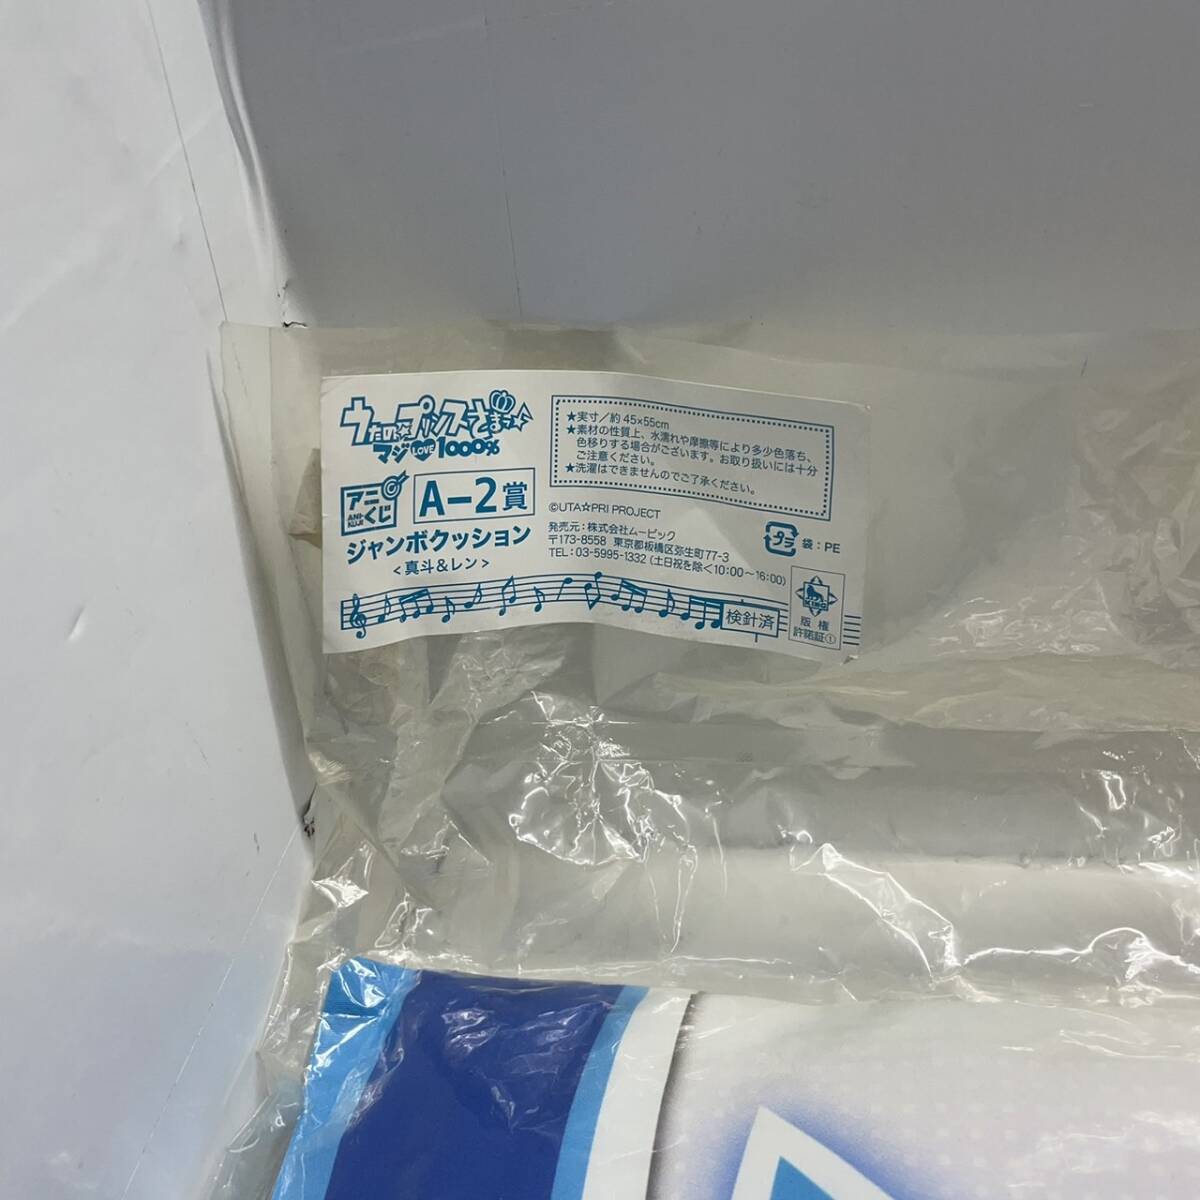 うたの☆プリンスさまっ♪
マジLOVE1000%
アニくじ
ANI-KUJI
A-2賞
ジャンボクッション
<真斗&レン>
★実寸/約 45×55cm
★素材の性質上、水濡れや摩擦等により多少色落ち、
色移りする場合がございます。お取り扱いには十分
ご注意ください。
★洗濯はできませんのでご了承ください。
©UTA☆PRI PROJECT
発売元:株式会社ムービック
〒173-8558 東京都板橋区弥生町77-3
TEL:03-5995-1332 (土日祝を除く10:00~16:00)
プラ
袋:PE
検針済
KING
版権
許諾証①